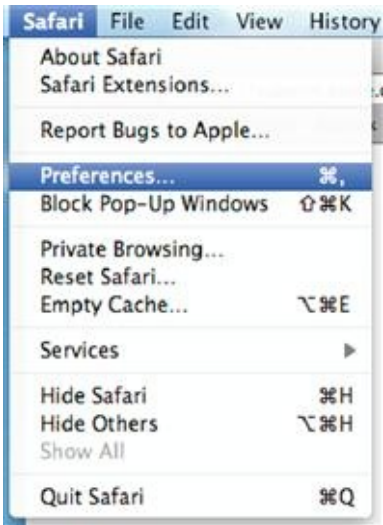 Safari File Edit View History
About Safari
Safari Extensions...
Report Bugs to Apple...
Preferences... ⌘,
Block Pop-Up Windows ⇧⌘K
Private Browsing...
Reset Safari...
Empty Cache... ⌥⌘E
Services ▶
Hide Safari ⌘H
Hide Others ⌥⌘H
Show All
Quit Safari ⌘Q